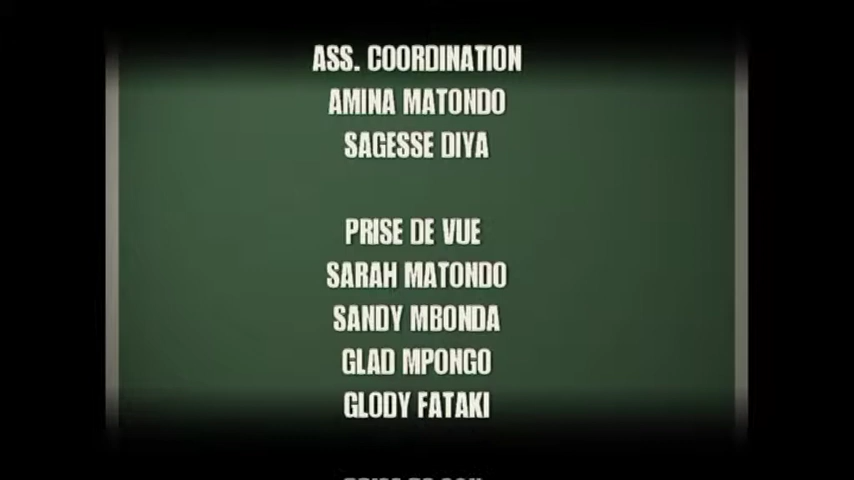 ASS. COORDINATION
AMINA MATONDO
SAGESSE DIYA
PRISE DE VUE
SARAH MATONDO
SANDY MBONDA
GLAD MPONGO
GLODY FATAKI